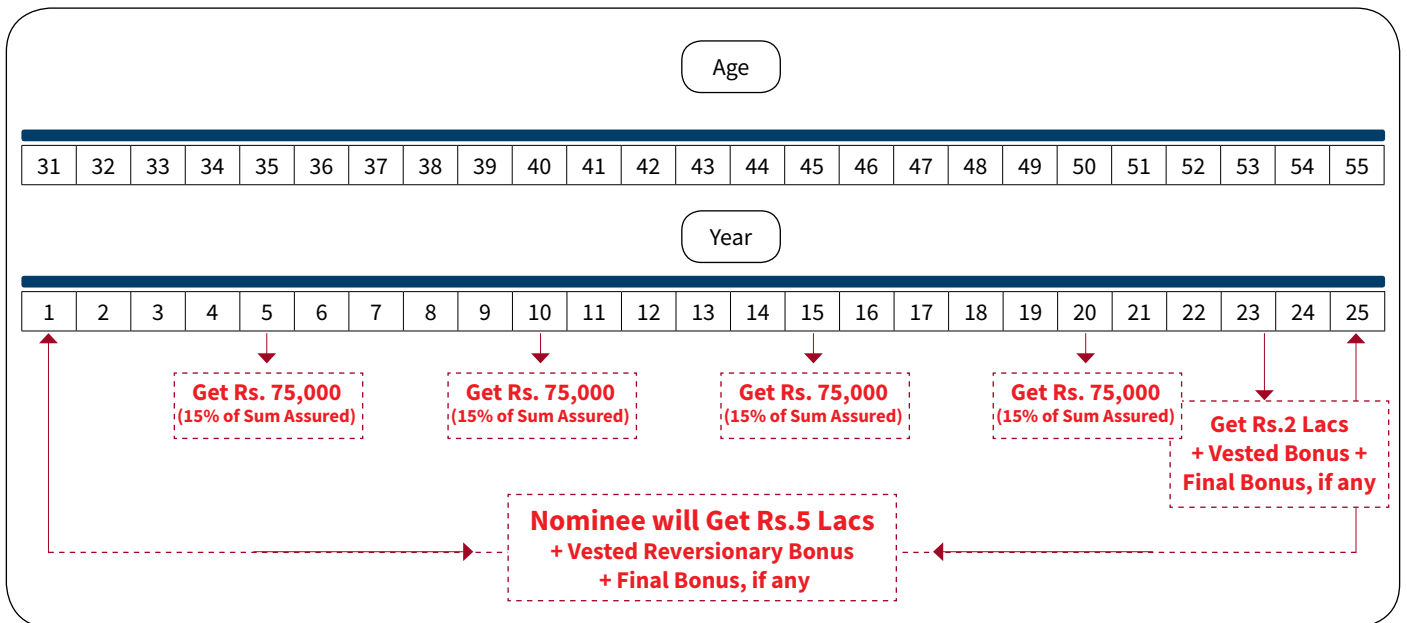 Age
31 32 33 34 35 36 37 38 39 40 41 42 43 44 45 46 47 48 49 50 51 52 53 54 55
Year
1 2 3 4 5 6 7 8 9 10 11 12 13 14 15 16 17 18 19 20 21 22 23 24 25
Get Rs. 75,000
(15% of Sum Assured)
Get Rs. 75,000
(15% of Sum Assured)
Get Rs. 75,000
(15% of Sum Assured)
Get Rs. 75,000
(15% of Sum Assured)
Get Rs.2 Lacs
+ Vested Bonus +
Final Bonus, if any
Nominee will Get Rs.5 Lacs
+ Vested Reversionary Bonus
+ Final Bonus, if any